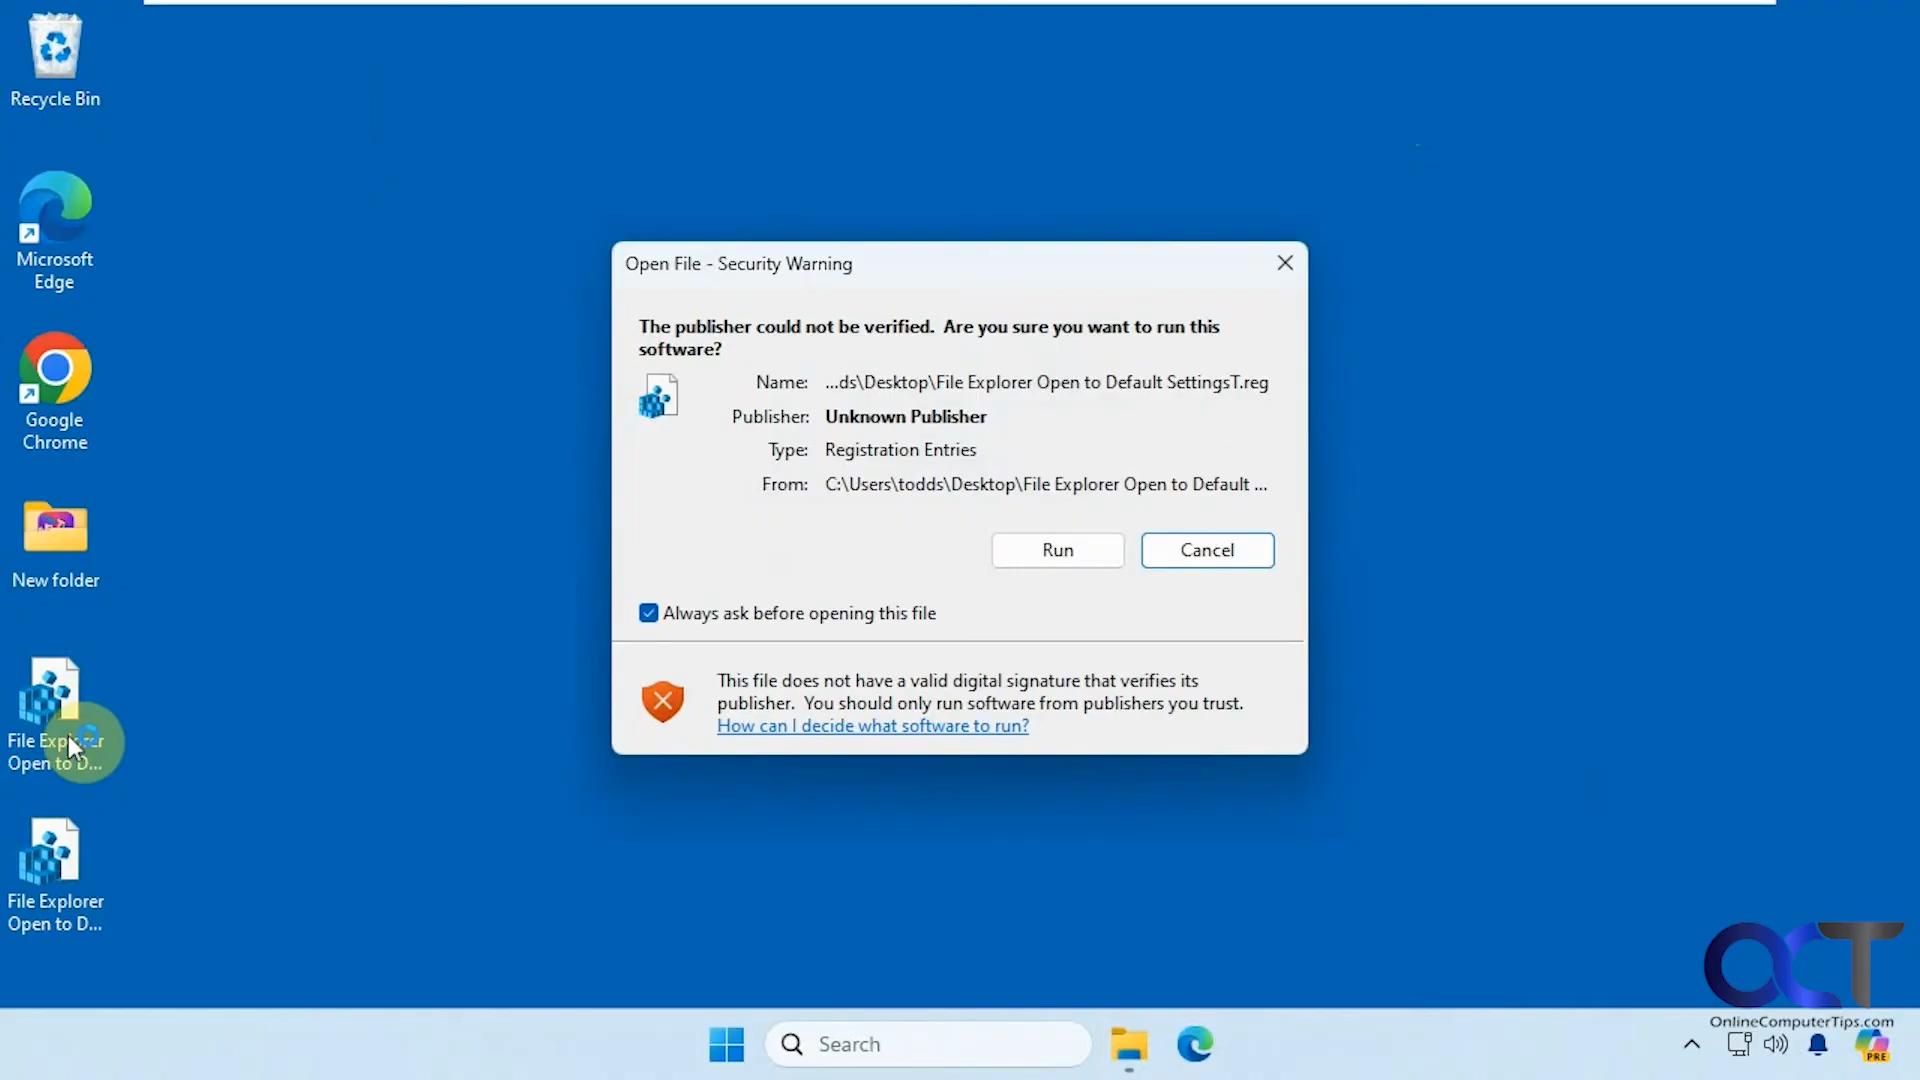 Recycle Bin
Microsoft
Edge
Google
Chrome
New folder
File Explorer
Open to D...
File Explorer
Open to D...
Open File - Security Warning
The publisher could not be verified. Are you sure you want to run this
software?
Name: ...ds\Desktop\File Explorer Open to Default SettingsT.reg
Publisher: Unknown Publisher
Type: Registration Entries
From: C:\Users\todds\Desktop\File Explorer Open to Default ...
Run
Cancel
Always ask before opening this file
This file does not have a valid digital signature that verifies its
publisher. You should only run software from publishers you trust.
How can I decide what software to run?
OCT
OnlineComputerTips.com
Search
PRE